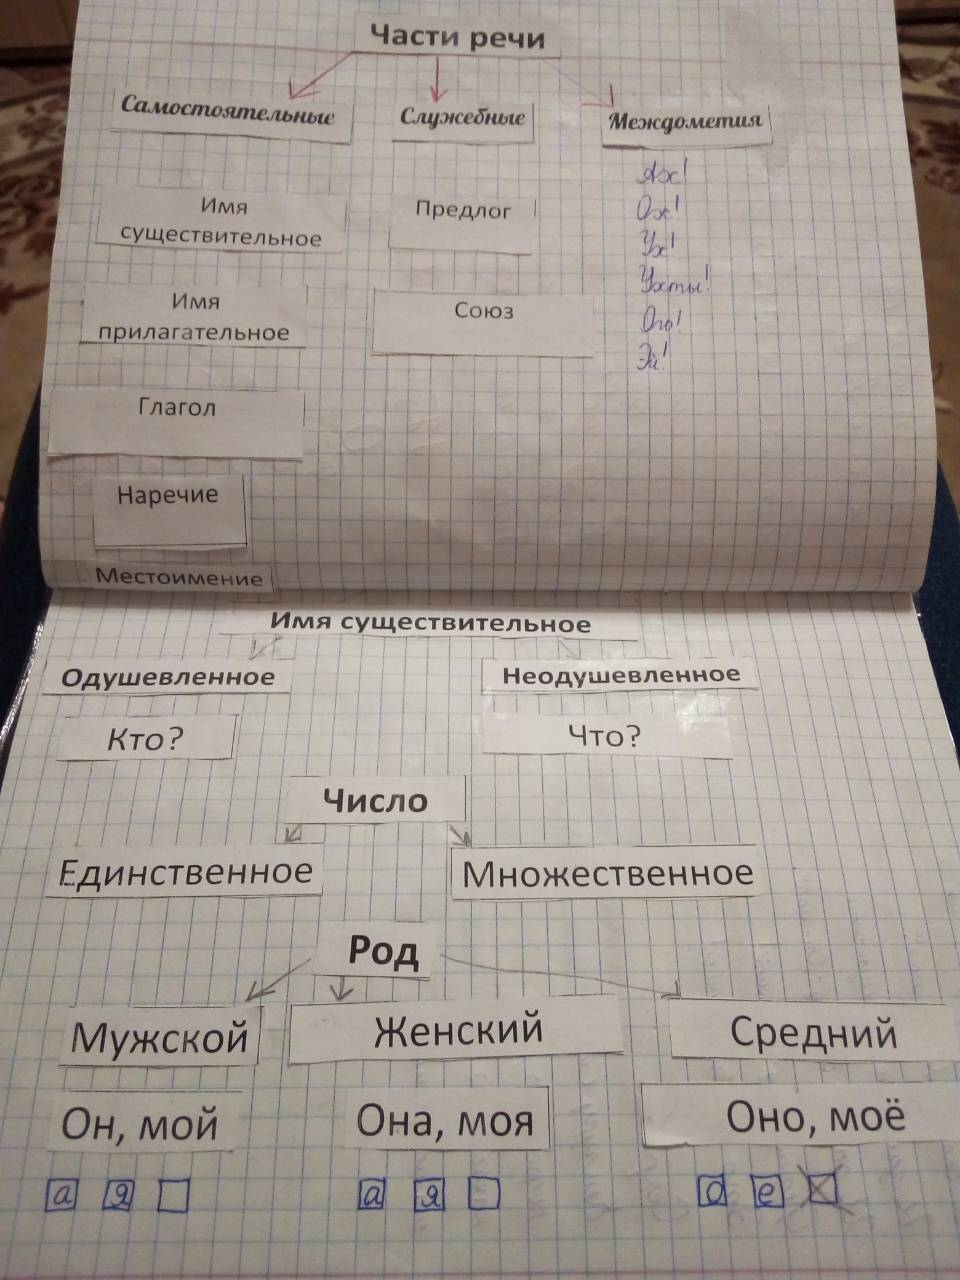 Части речи
Самостоятельные Служебные Междометия
Ах!
Имя существительное Предлог Ох!
Ух!
Имя прилагательное Союз Ухты!
Ого!
Эй!
Глагол
Наречие
Местоимение
Имя существительное
Одушевленное Неодушевленное
Кто? Что?
Число
Единственное Множественное
Род
Мужской Женский Средний
Он, мой Она, моя Оно, моё
а я а я о е